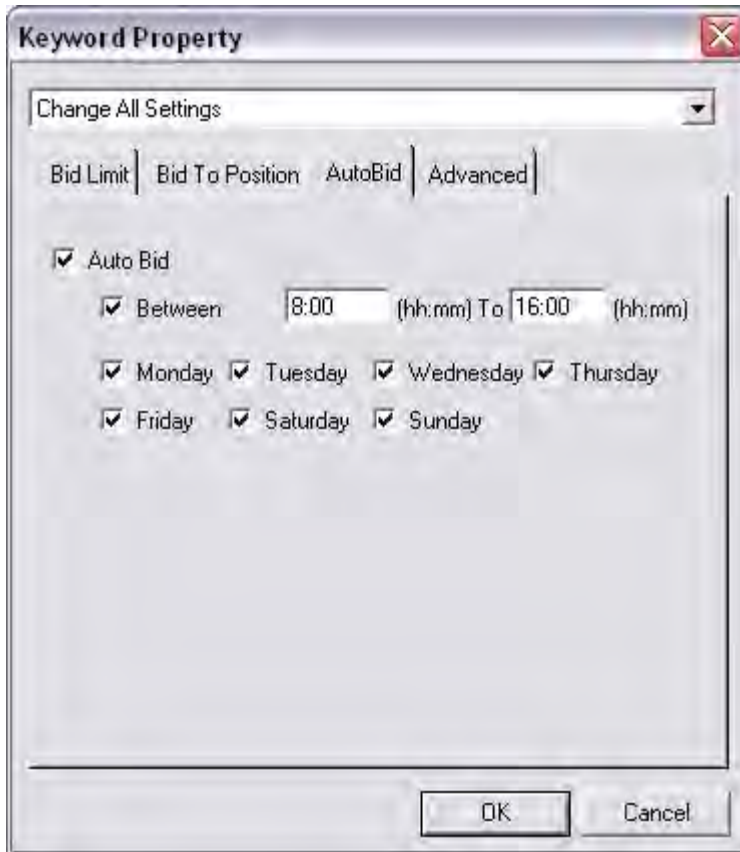 Keyword Property
Change All Settings
Bid Limit Bid To Position AutoBid Advanced
Auto Bid
Between 8:00 (hh:mm) To 16:00 (hh:mm)
Monday Tuesday Wednesday Thursday
Friday Saturday Sunday
OK Cancel